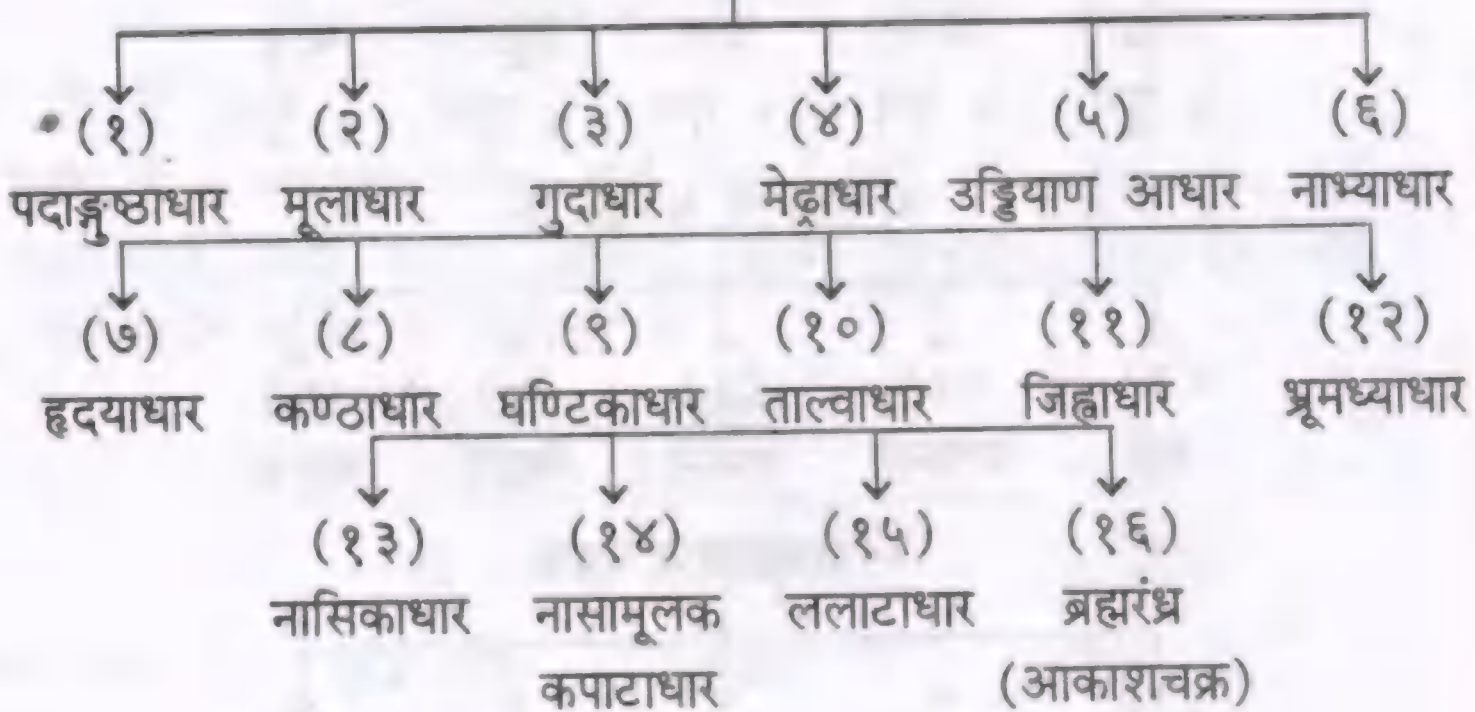 (१) (२) (३) (४) (५) (६)
पदाङ्गुष्ठाधार मूलाधार गुदाधार मेढ्राधार उड्डियाण आधार नाभ्याधार
(७) (८) (९) (१०) (११) (१२)
हृदयाधार कण्ठाधार घण्टिकाधार ताल्वाधार जिह्वाधार भ्रूमध्याधार
(१३) (१४) (१५) (१६)
नासिकाधार नासामूलक ललाटाधार ब्रह्मरंध्र
कपाटाधार (आकाशचक्र)